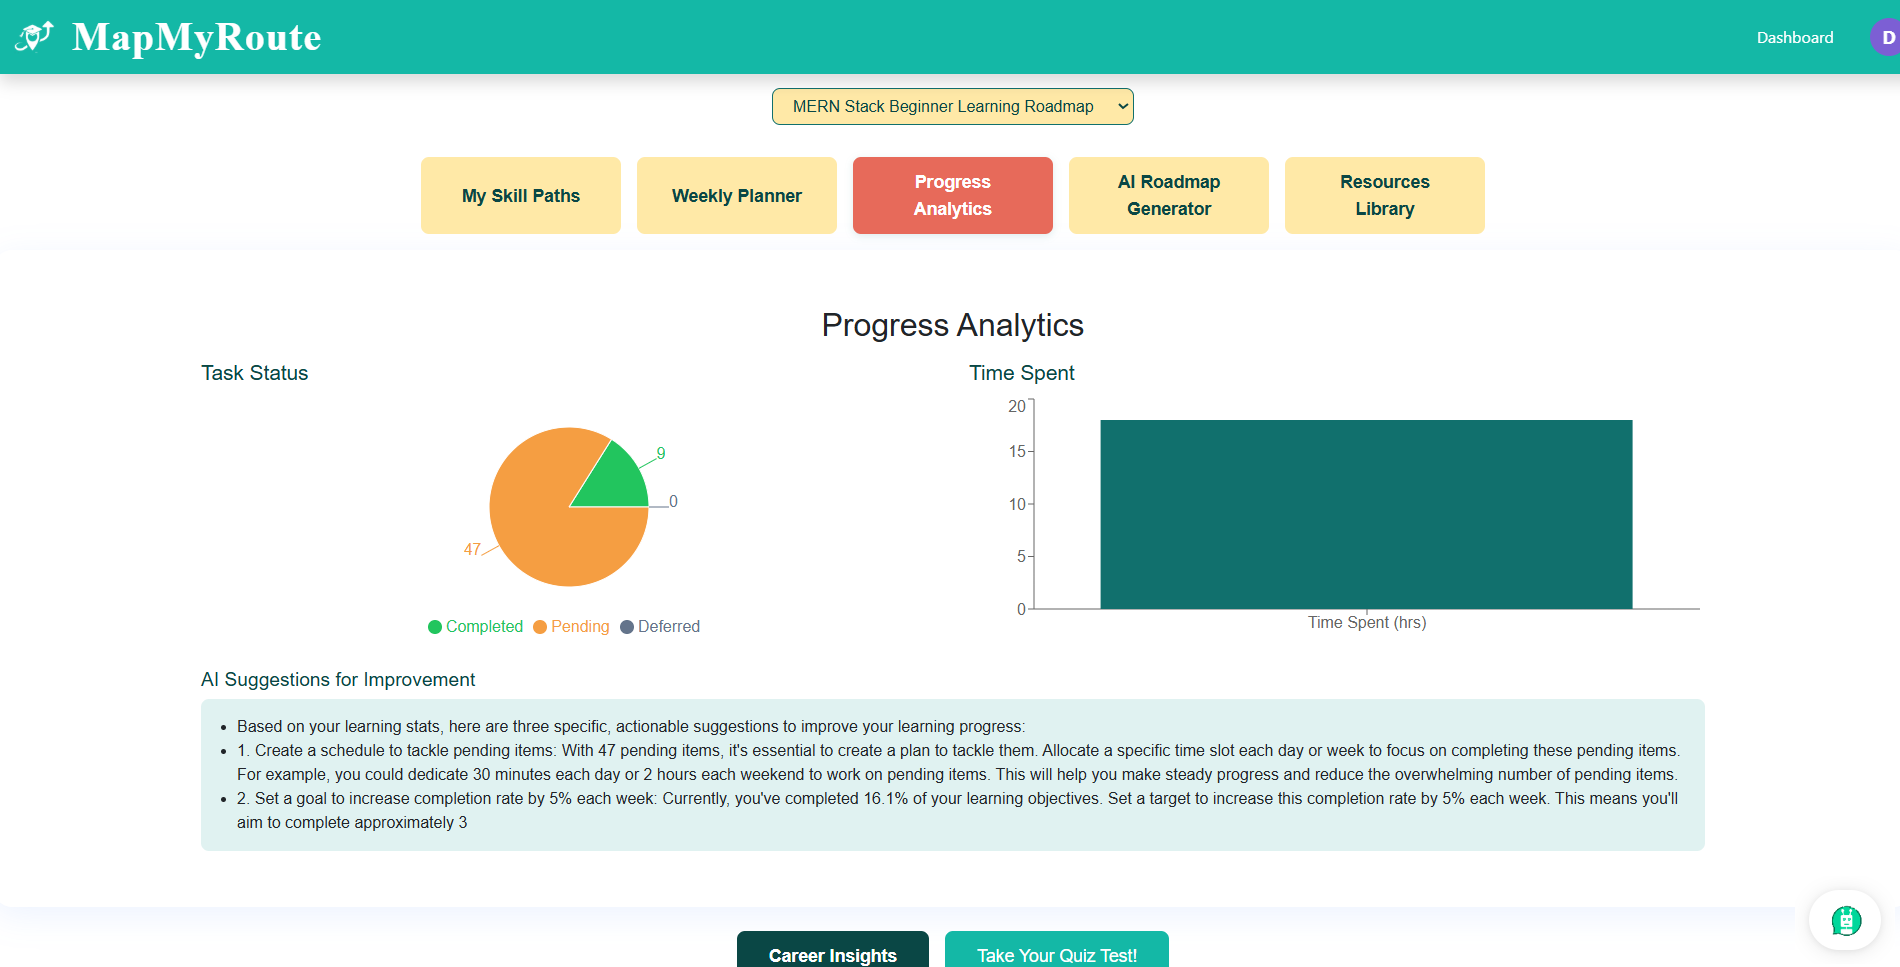 MapMyRoute
Dashboard
D
MERN Stack Beginner Learning Roadmap
My Skill Paths
Weekly Planner
Progress
Analytics
AI Roadmap
Generator
Resources
Library
Progress Analytics
Task Status
9
0
47
Completed
Pending
Deferred
Time Spent
20
15
10
5
0
Time Spent (hrs)
AI Suggestions for Improvement
Based on your learning stats, here are three specific, actionable suggestions to improve your learning progress:
1. Create a schedule to tackle pending items: With 47 pending items, it's essential to create a plan to tackle them. Allocate a specific time slot each day or week to focus on completing these pending items.
For example, you could dedicate 30 minutes each day or 2 hours each weekend to work on pending items. This will help you make steady progress and reduce the overwhelming number of pending items.
2. Set a goal to increase completion rate by 5% each week: Currently, you've completed 16.1% of your learning objectives. Set a target to increase this completion rate by 5% each week. This means you'll
aim to complete approximately 3
Career Insights
Take Your Quiz Test!